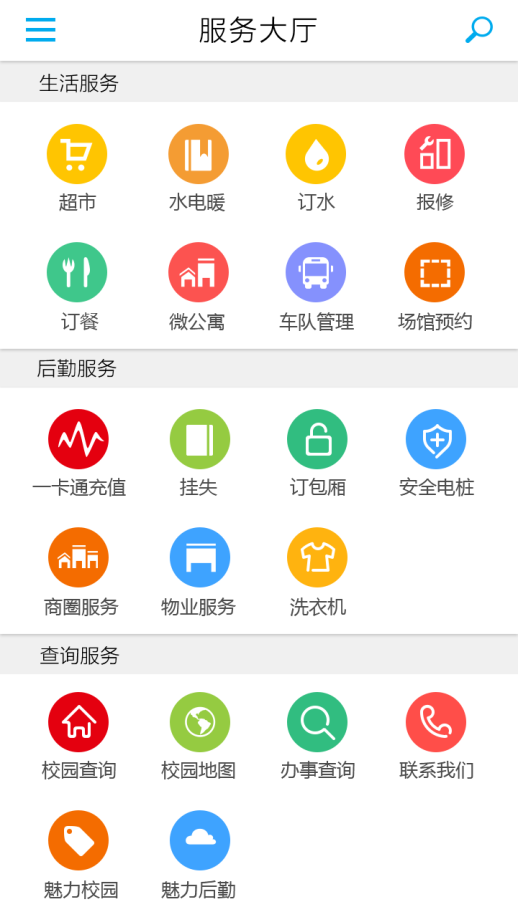 服务大厅
生活服务
超市 水电暖 订水 报修
订餐 微公寓 车队管理 场馆预约
后勤服务
一卡通充值 挂失 订包厢 安全电桩
商圈服务 物业服务 洗衣机
查询服务
校园查询 校园地图 办事查询 联系我们
魅力校园 魅力后勤